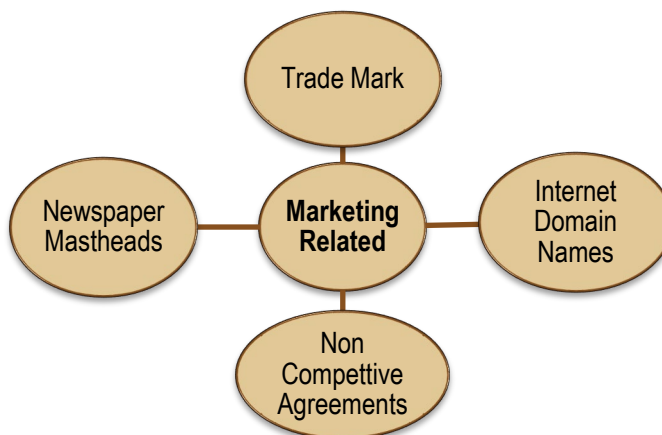 Trade Mark
Newspaper
Mastheads
Marketing
Related
Internet
Domain
Names
Non
Compettive
Agreements